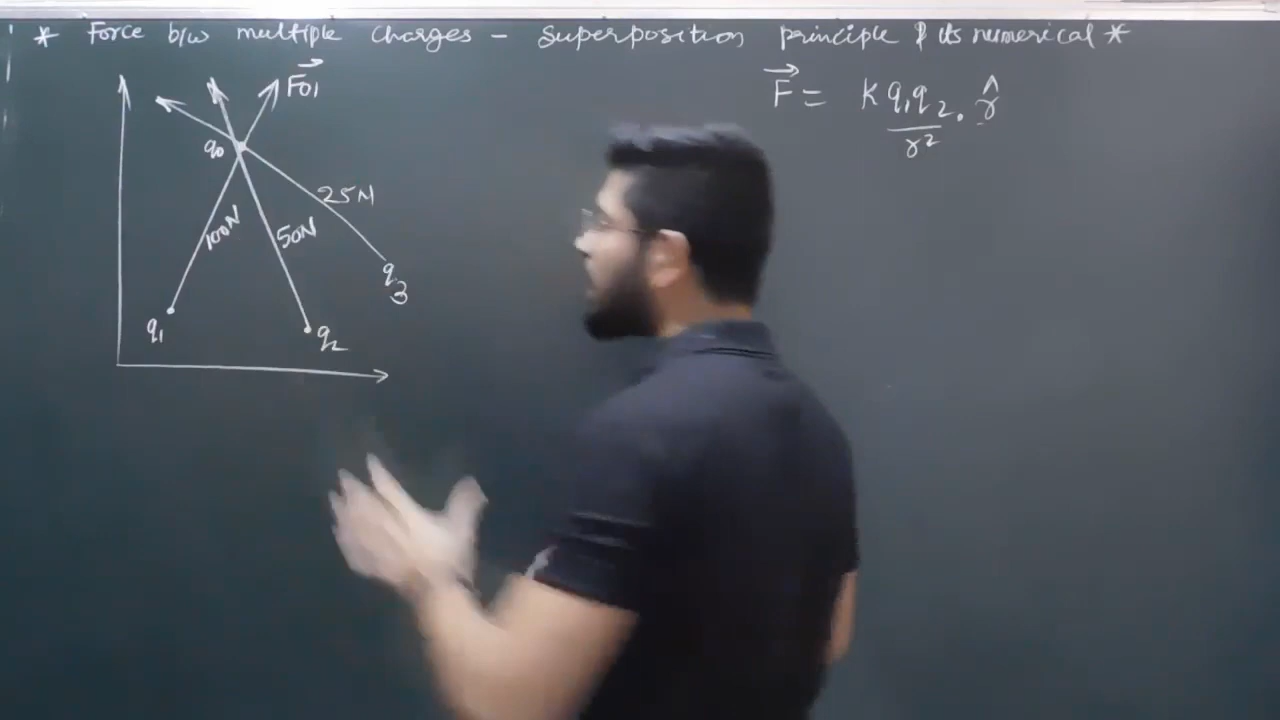 * Force b/w multiple charges - superposition principle & its numerical *
F⃗01
F⃗ = K q1q2 / r2 . r̂
q0
25N
100N
50N
q3
q1
q2